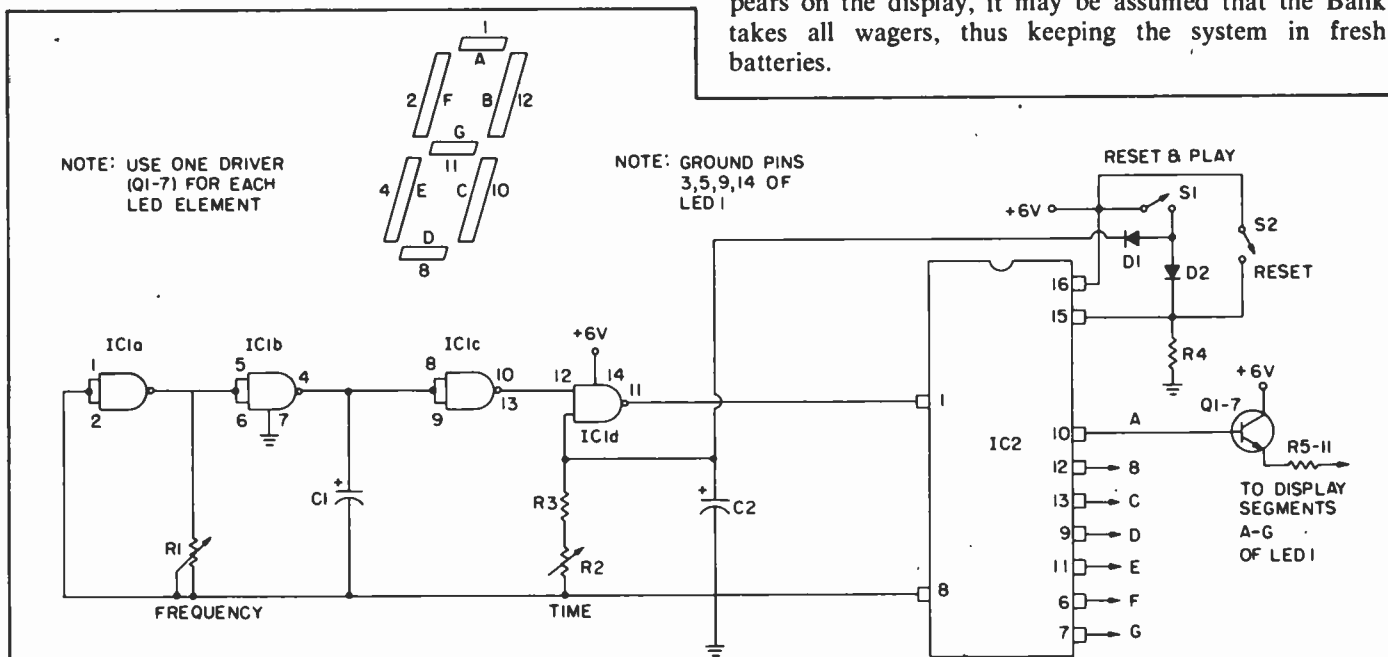 pears on the display, it may be assumed that the Bank
takes all wagers, thus keeping the system in fresh
batteries.
1
A
2
F
B
12
G
11
4
E
C
10
D
8
NOTE: USE ONE DRIVER
(Q1-7) FOR EACH
LED ELEMENT
NOTE: GROUND PINS
3,5,9,14 OF
LED 1
RESET & PLAY
+6V
S1
S2
D1
D2
RESET
16
15
R4
IC1a
1
2
IC1b
5
6
4
7
IC1c
8
9
10
13
+6V
12
14
11
IC1d
1
IC2
10
A
12
B
13
C
9
D
11
E
6
F
7
G
8
+6V
Q1-7
R5-11
TO DISPLAY
SEGMENTS
A-G
OF LED 1
+
C1
R3
+
C2
R1
R2
FREQUENCY
TIME